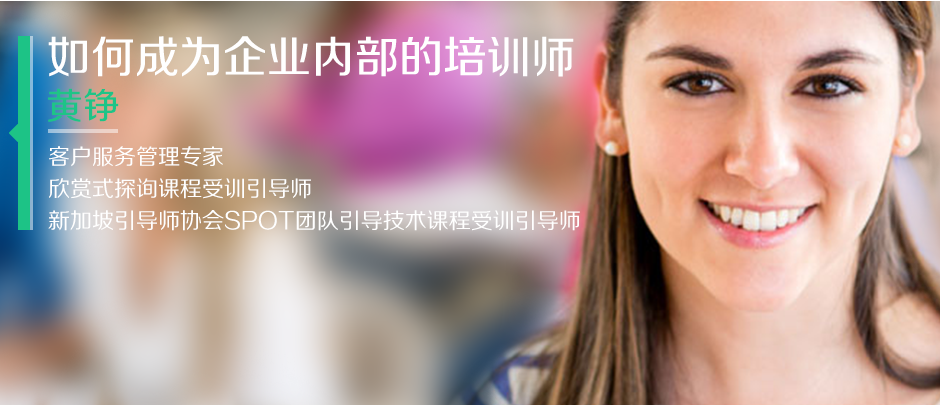 如何成为企业内部的培训师
黄铮
客户服务管理专家
欣赏式探询课程受训引导师
新加坡引导师协会SPOT团队引导技术课程受训引导师